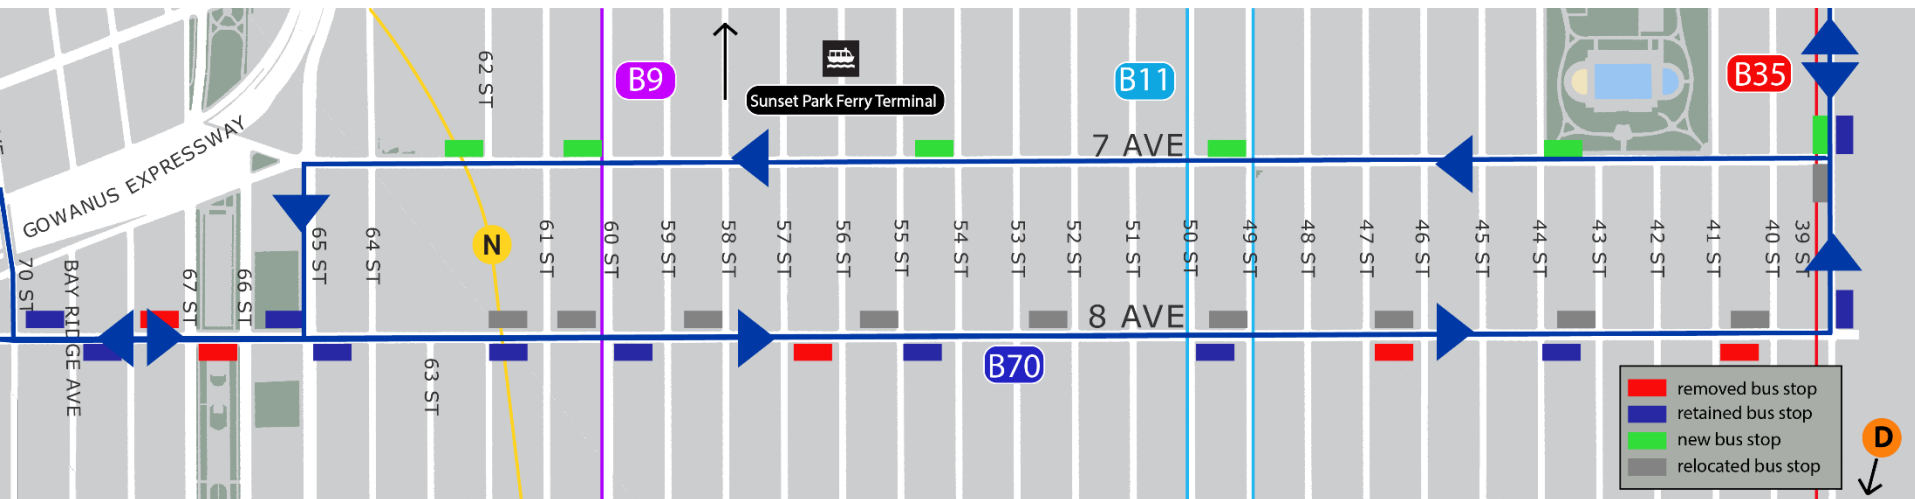 62 ST
B9
Sunset Park Ferry Terminal
B11
B35
GOWANUS EXPRESSWAY
7 AVE
70 ST
BAY RIDGE AVE
67 ST
66 ST
65 ST
64 ST
N
61 ST
60 ST
59 ST
58 ST
57 ST
56 ST
55 ST
54 ST
53 ST
52 ST
51 ST
50 ST
49 ST
48 ST
47 ST
46 ST
45 ST
44 ST
43 ST
42 ST
41 ST
40 ST
39 ST
8 AVE
63 ST
B70
removed bus stop
retained bus stop
new bus stop
relocated bus stop
D